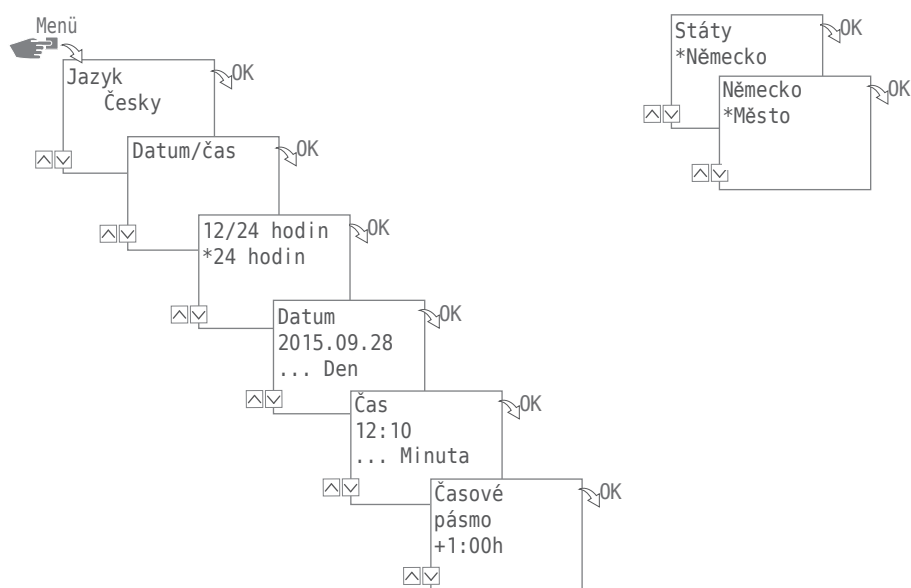 Menü
Jazyk
Česky
OK
Datum/čas
OK
12/24 hodin
*24 hodin
OK
Datum
2015.09.28
... Den
OK
Čas
12:10
... Minuta
OK
Časové
pásmo
+1:00h
OK
Státy
*Německo
OK
Německo
*Město
OK